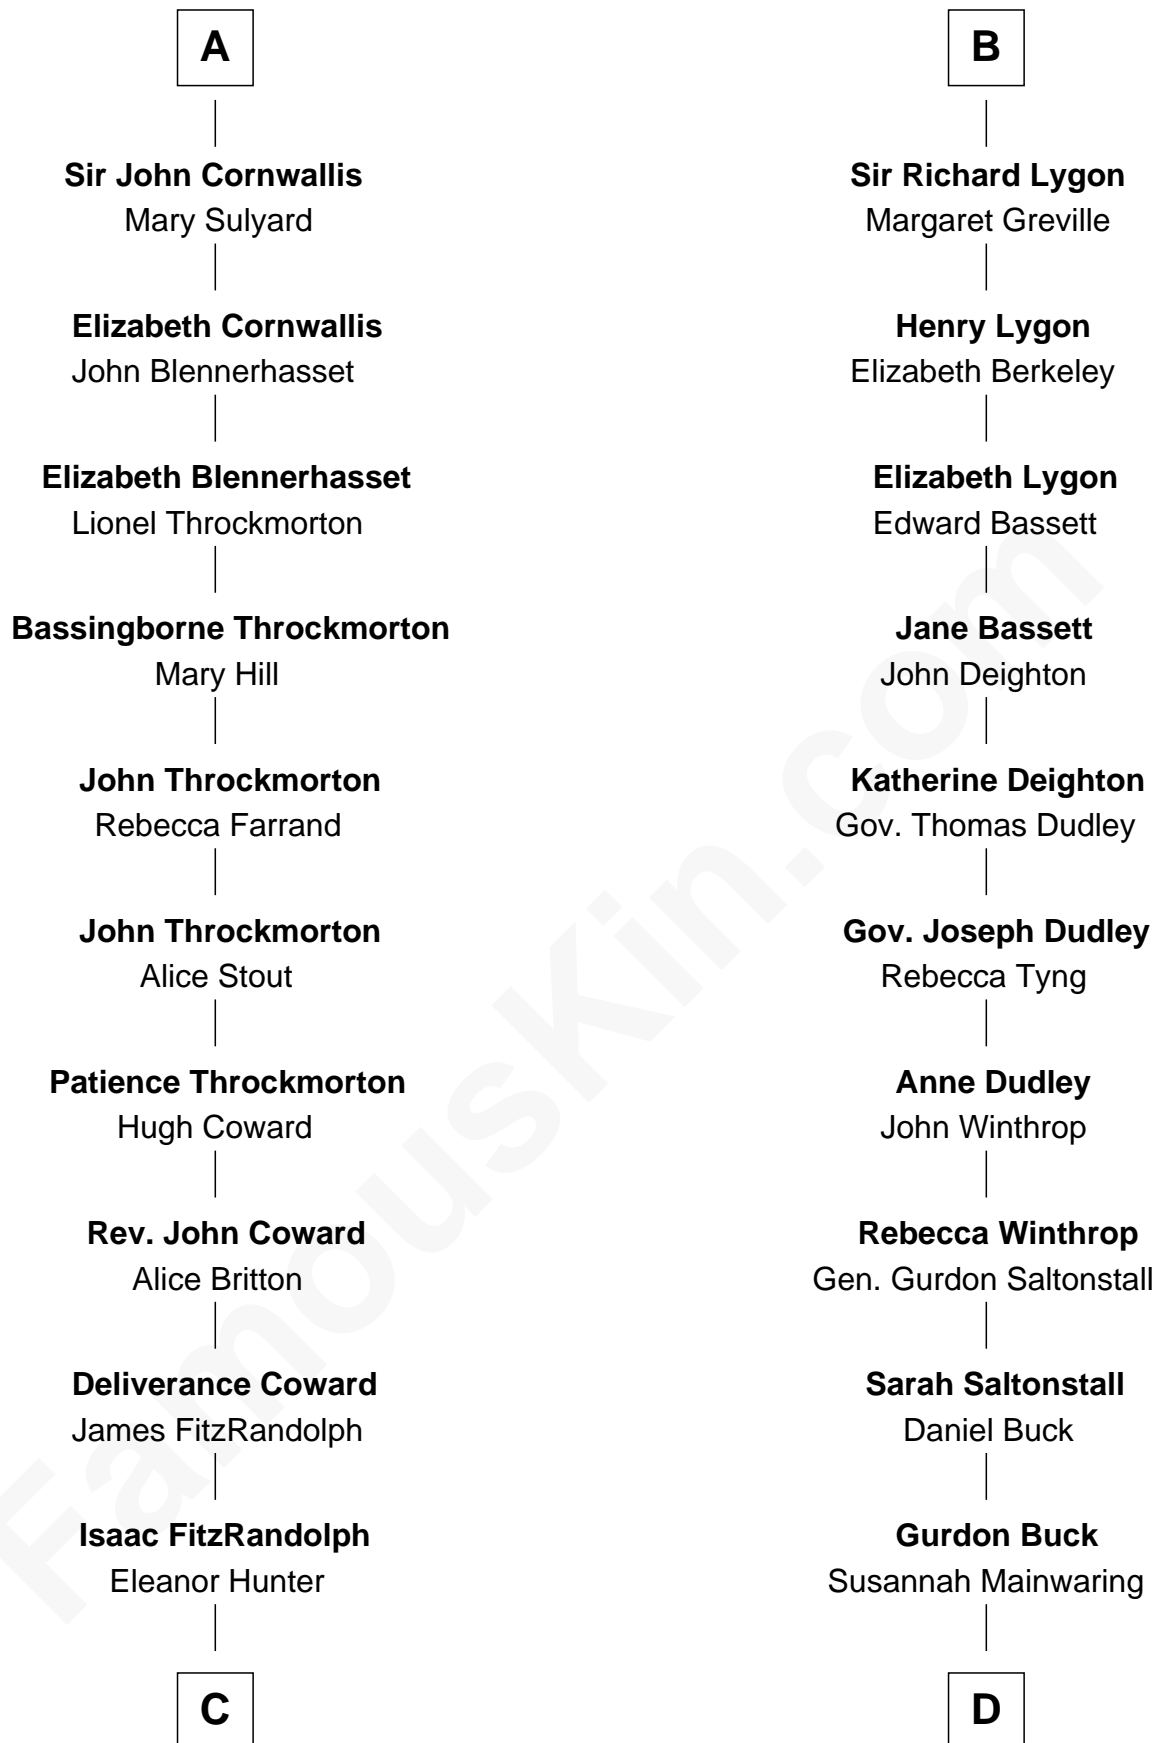 A
Sir John Cornwallis
Mary Sulyard
Elizabeth Cornwallis
John Blennerhasset
Elizabeth Blennerhasset
Lionel Throckmorton
Bassingborne Throckmorton
Mary Hill
John Throckmorton
Rebecca Farrand
John Throckmorton
Alice Stout
Patience Throckmorton
Hugh Coward
Rev. John Coward
Alice Britton
Deliverance Coward
James FitzRandolph
Isaac FitzRandolph
Eleanor Hunter
C
B
Sir Richard Lygon
Margaret Greville
Henry Lygon
Elizabeth Berkeley
Elizabeth Lygon
Edward Bassett
Jane Bassett
John Deighton
Katherine Deighton
Gov. Thomas Dudley
Gov. Joseph Dudley
Rebecca Tyng
Anne Dudley
John Winthrop
Rebecca Winthrop
Gen. Gurdon Saltonstall
Sarah Saltonstall
Daniel Buck
Gurdon Buck
Susannah Mainwaring
D
FamousKin.com